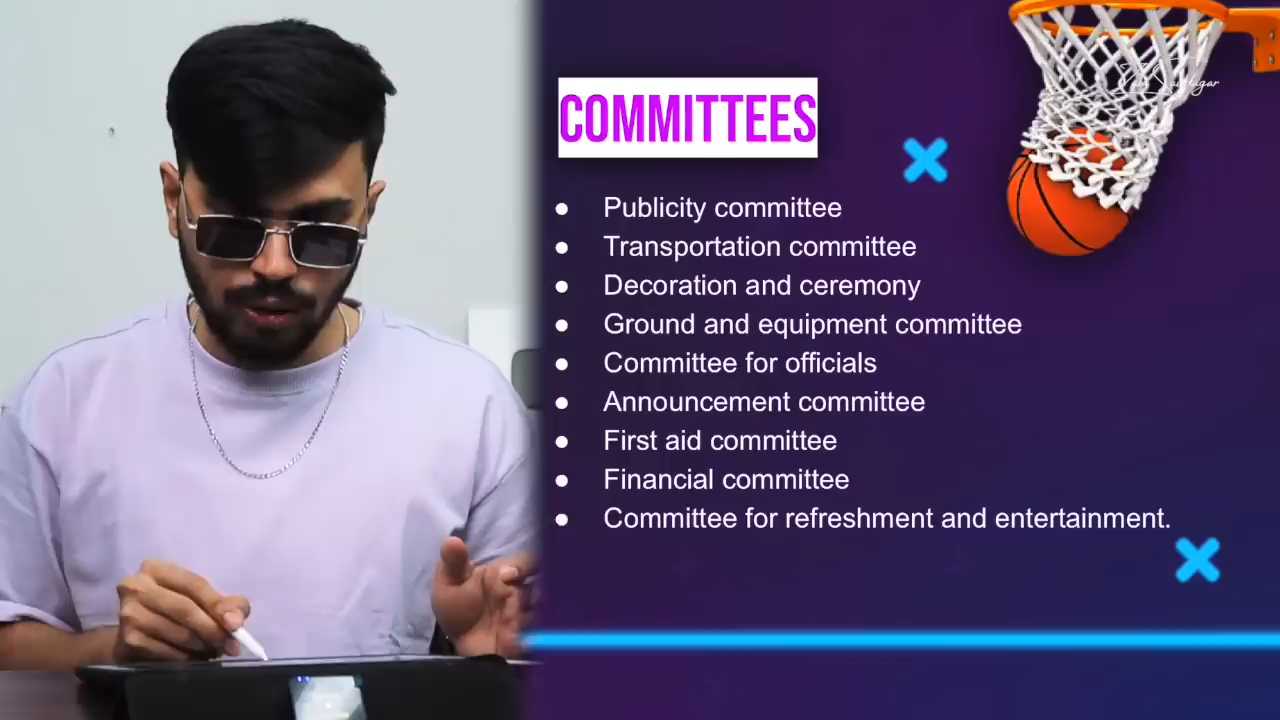 COMMITTEES
● Publicity committee
● Transportation committee
● Decoration and ceremony
● Ground and equipment committee
● Committee for officials
● Announcement committee
● First aid committee
● Financial committee
● Committee for refreshment and entertainment.